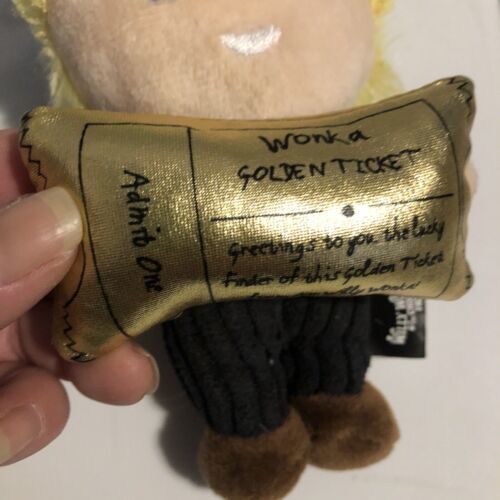 Admit One
Wonka
GOLDEN TICKET
Greetings to you the lucky
finder of this Golden Ticket